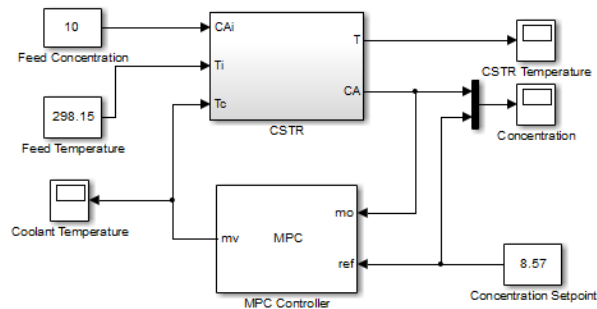 10
Feed Concentration
298.15
Feed Temperature
CAi
Ti
Tc
T
CA
CSTR
CSTR Temperature
Concentration
Coolant Temperature
mv
MPC
mo
ref
MPC Controller
8.57
Concentration Setpoint